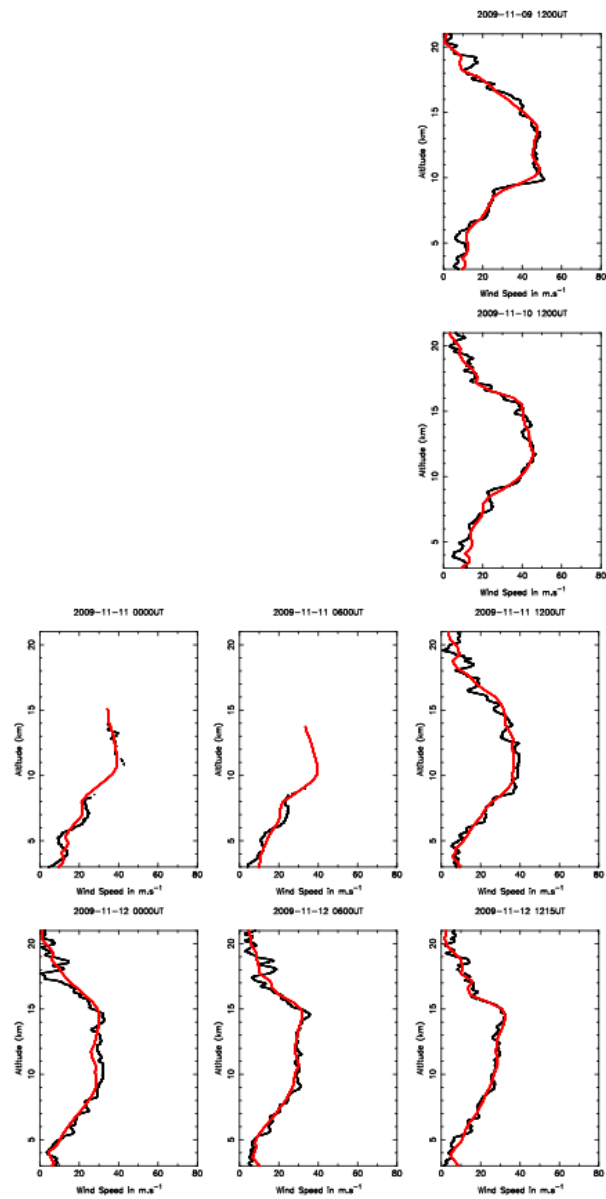 2009-11-09 1200UT
20
15
10
5
Altitude (km)
0 20 40 60 80
Wind Speed in m.s⁻¹
2009-11-10 1200UT
20
15
10
5
Altitude (km)
0 20 40 60 80
Wind Speed in m.s⁻¹
2009-11-11 0000UT
20
15
10
5
Altitude (km)
0 20 40 60 80
Wind Speed in m.s⁻¹
2009-11-11 0600UT
20
15
10
5
Altitude (km)
0 20 40 60 80
Wind Speed in m.s⁻¹
2009-11-11 1200UT
20
15
10
5
Altitude (km)
0 20 40 60 80
Wind Speed in m.s⁻¹
2009-11-12 0000UT
20
15
10
5
Altitude (km)
0 20 40 60 80
Wind Speed in m.s⁻¹
2009-11-12 0600UT
20
15
10
5
Altitude (km)
0 20 40 60 80
Wind Speed in m.s⁻¹
2009-11-12 1215UT
20
15
10
5
Altitude (km)
0 20 40 60 80
Wind Speed in m.s⁻¹